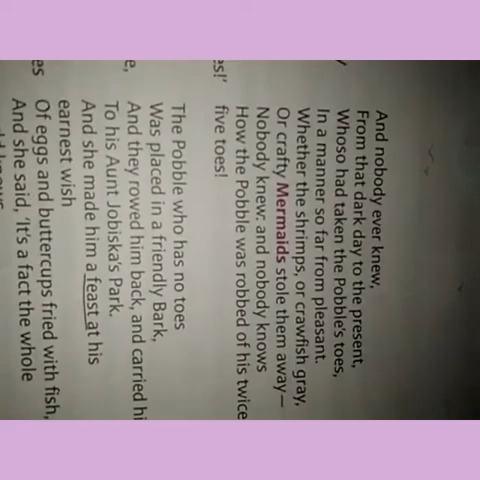 And nobody ever knew,
From that dark day to the present,
Whoso had taken the Pobble's toes,
In a manner so far from pleasant.
Whether the shrimps, or crawfish gray,
Or crafty Mermaids stole them away—
Nobody knew: and nobody knows
How the Pobble was robbed of his twice
five toes!
The Pobble who has no toes
Was placed in a friendly Bark,
And they rowed him back, and carried hi
To his Aunt Jobiska's Park.
And she made him a feast at his
earnest wish
Of eggs and buttercups fried with fish,
And she said, 'It's a fact the whole
es!'
e,
es